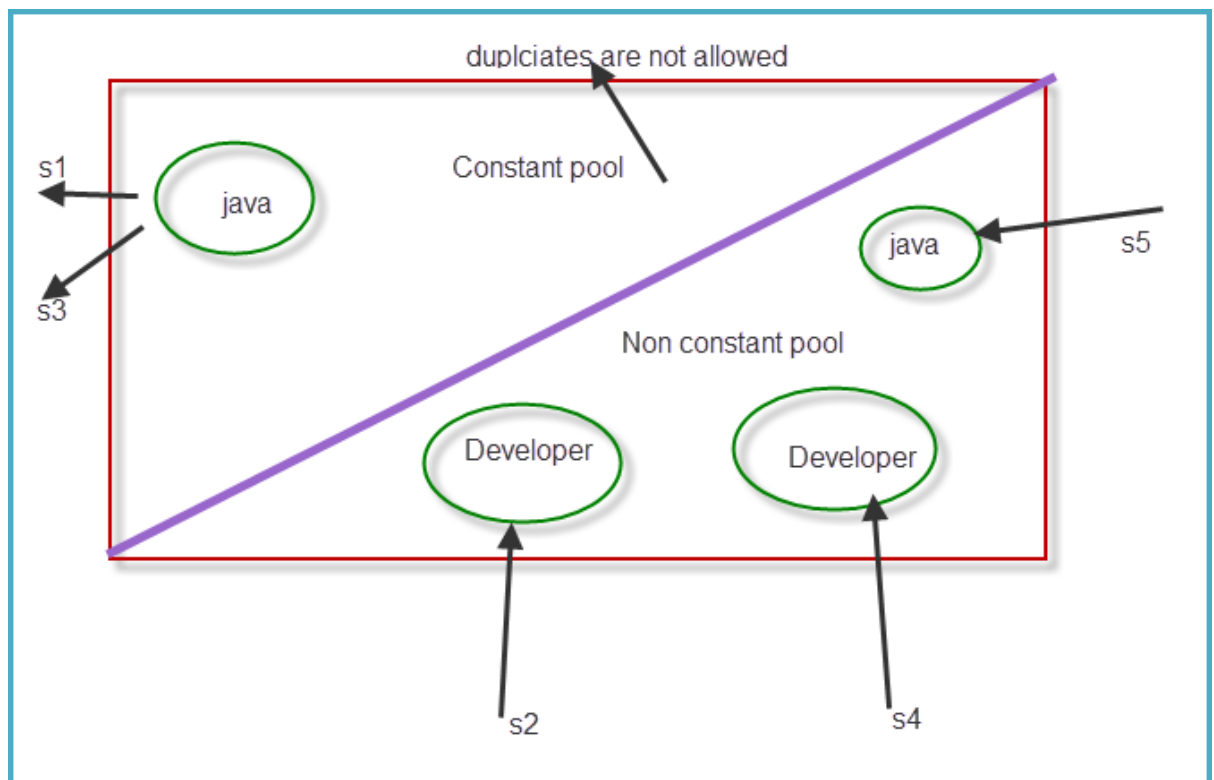 duplciates are not allowed
Constant pool
s1
java
s3
java
s5
Non constant pool
Developer
Developer
s2
s4